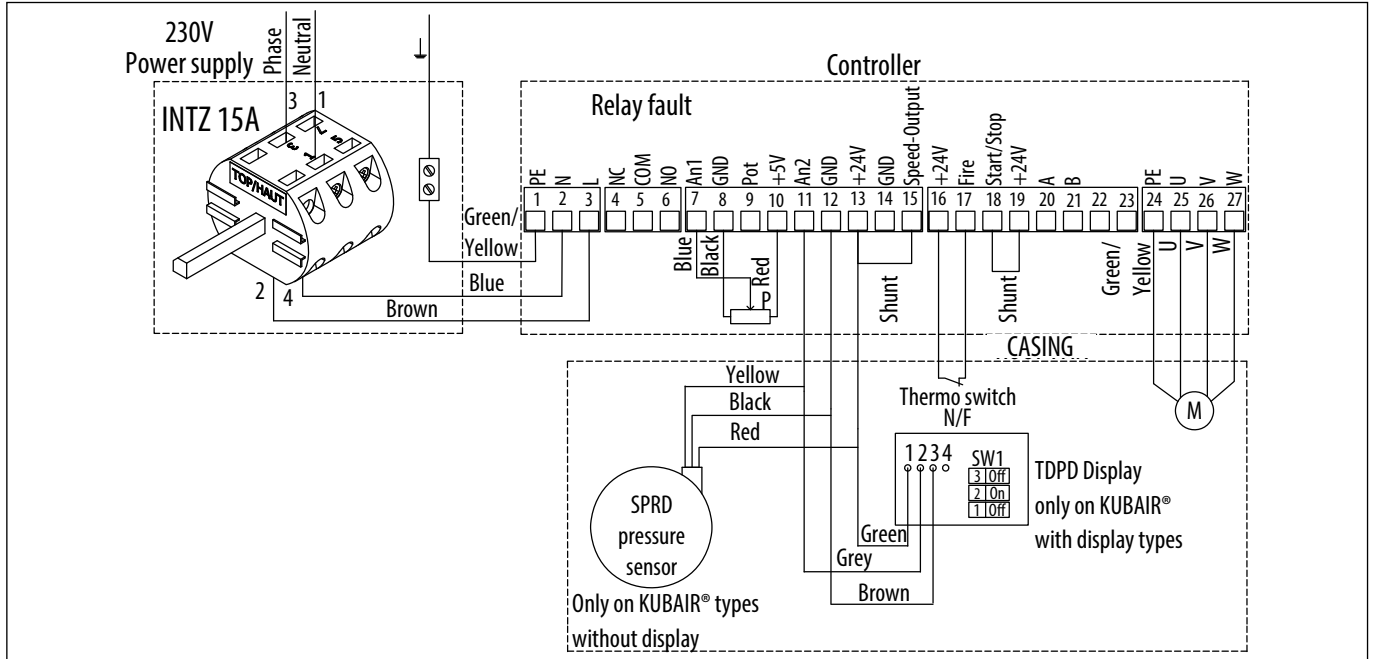 230V
Power supply
Phase
Neutral
3 1
INTZ 15A
TOP/HAUT
3
1
L
5
2 4
Controller
Relay fault
PE N L NC COM NO An1 GND Pot +5V An2 GND +24V GND Speed-Output +24V Fire Start/Stop +24V A B PE U V W
1 2 3 4 5 6 7 8 9 10 11 12 13 14 15 16 17 18 19 20 21 22 23 24 25 26 27
Green/
Yellow
Blue
Brown
Blue
Black
Red
P
Shunt
Shunt
Green/
Yellow
U
V
W
CASING
Yellow
Black
Red
Thermo switch
N/F
M
1 2 3 4
SW1
3 Off
2 On
1 Off
TDPD Display
only on KUBAIR® 
with display types
SPRD
pressure
sensor
Green
Grey
Brown
Only on KUBAIR® types
without display